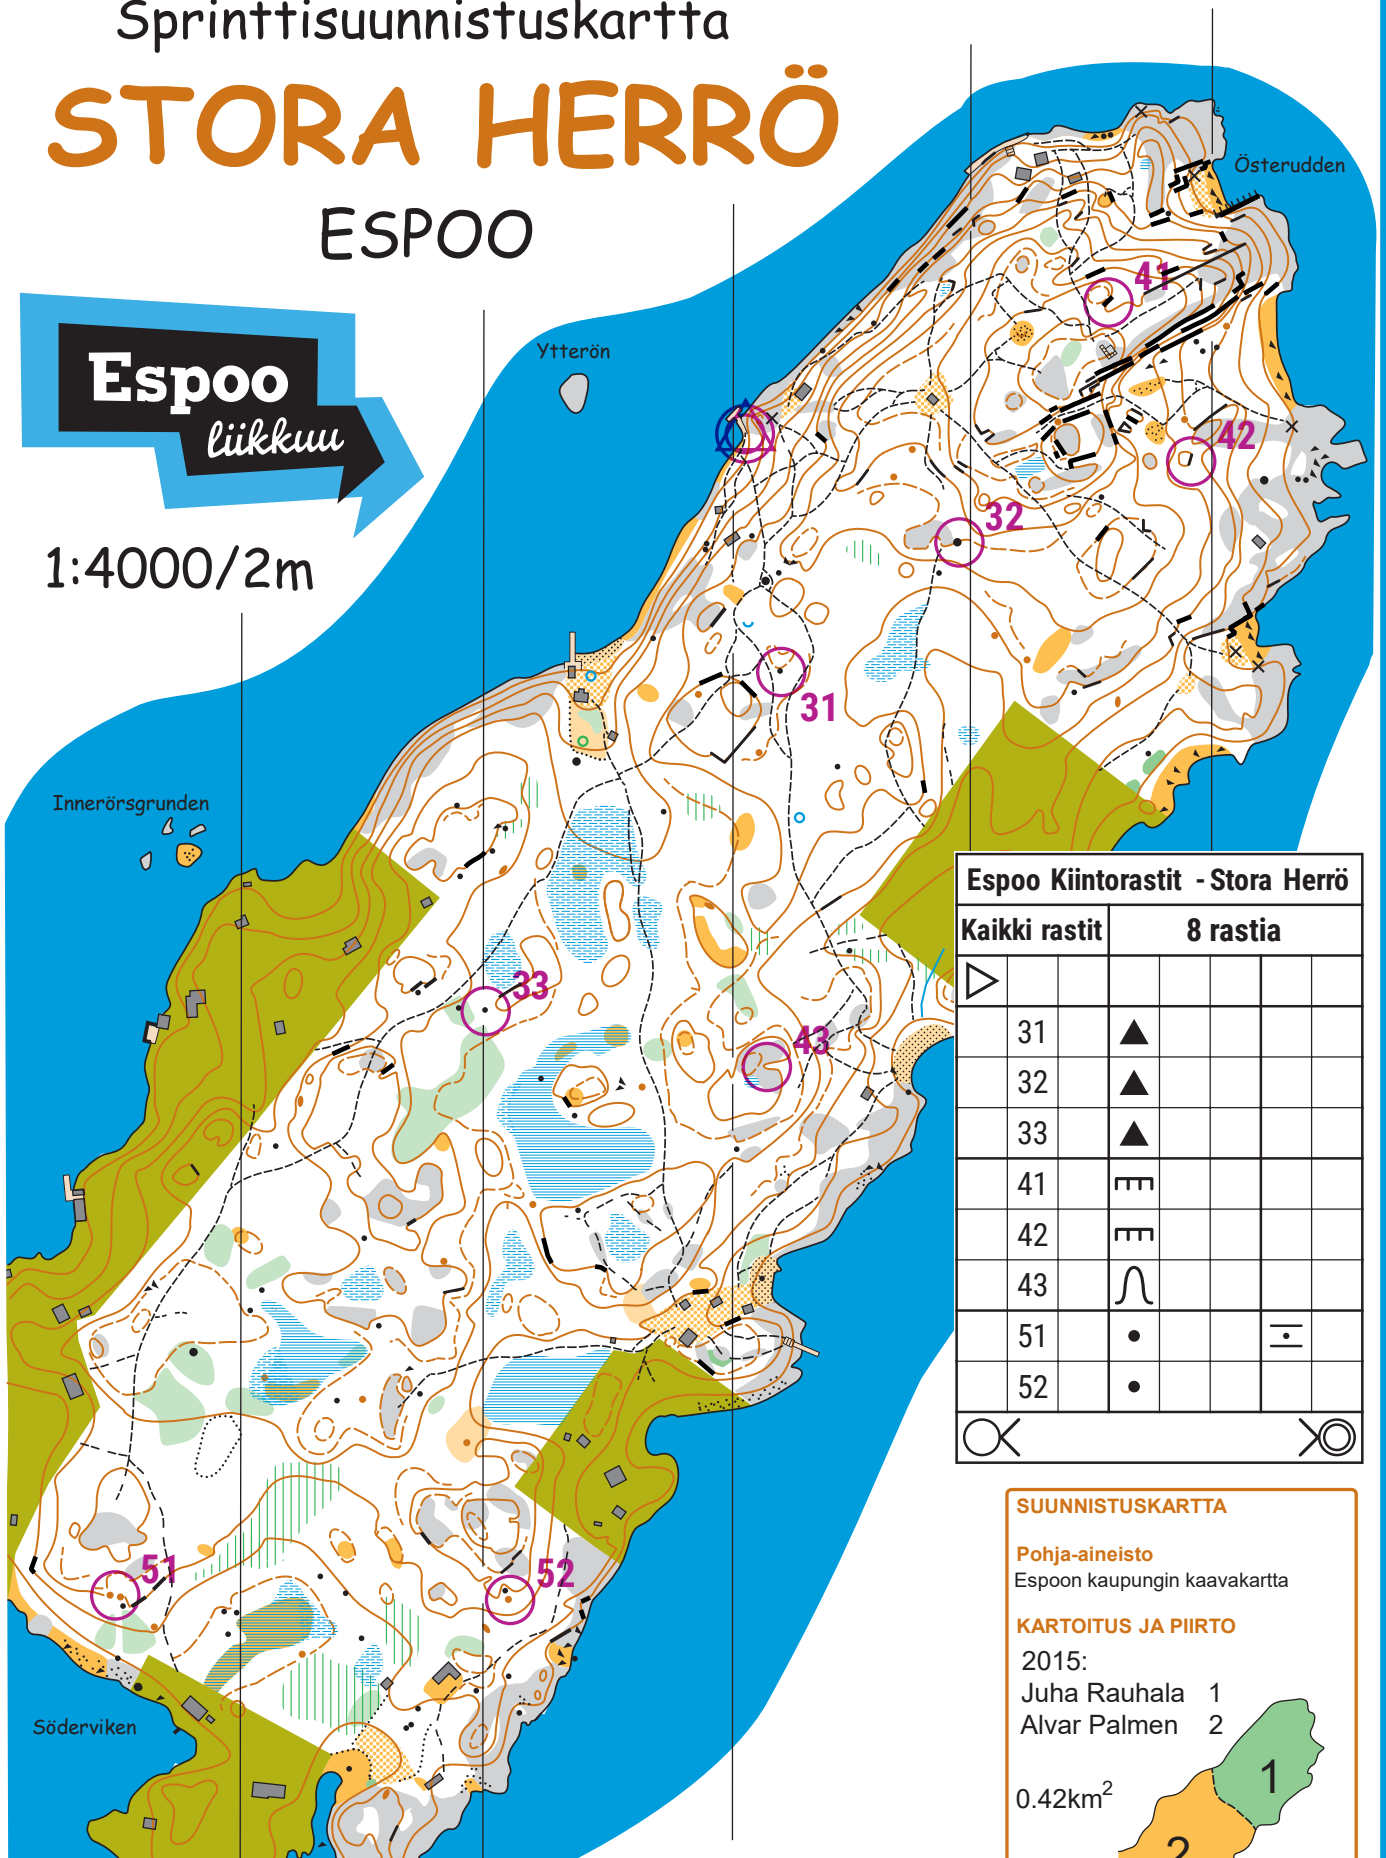 Sprinttisuunnistuskartta
STORA HERRÖ
ESPOO
Espoo
liikkuu
1:4000/2m
Österudden
Ytterön
Innerörsgrunden
Söderviken
41
42
32
31
33
43
51
52
Espoo Kiintorastit - Stora Herrö
Kaikki rastit 8 rastia
31
32
33
41
42
43
51
52
SUUNNISTUSKARTTA
Pohja-aineisto
Espoon kaupungin kaavakartta
KARTOITUS JA PIIRTO
2015:
Juha Rauhala 1
Alvar Palmen 2
0.42km²
1
2